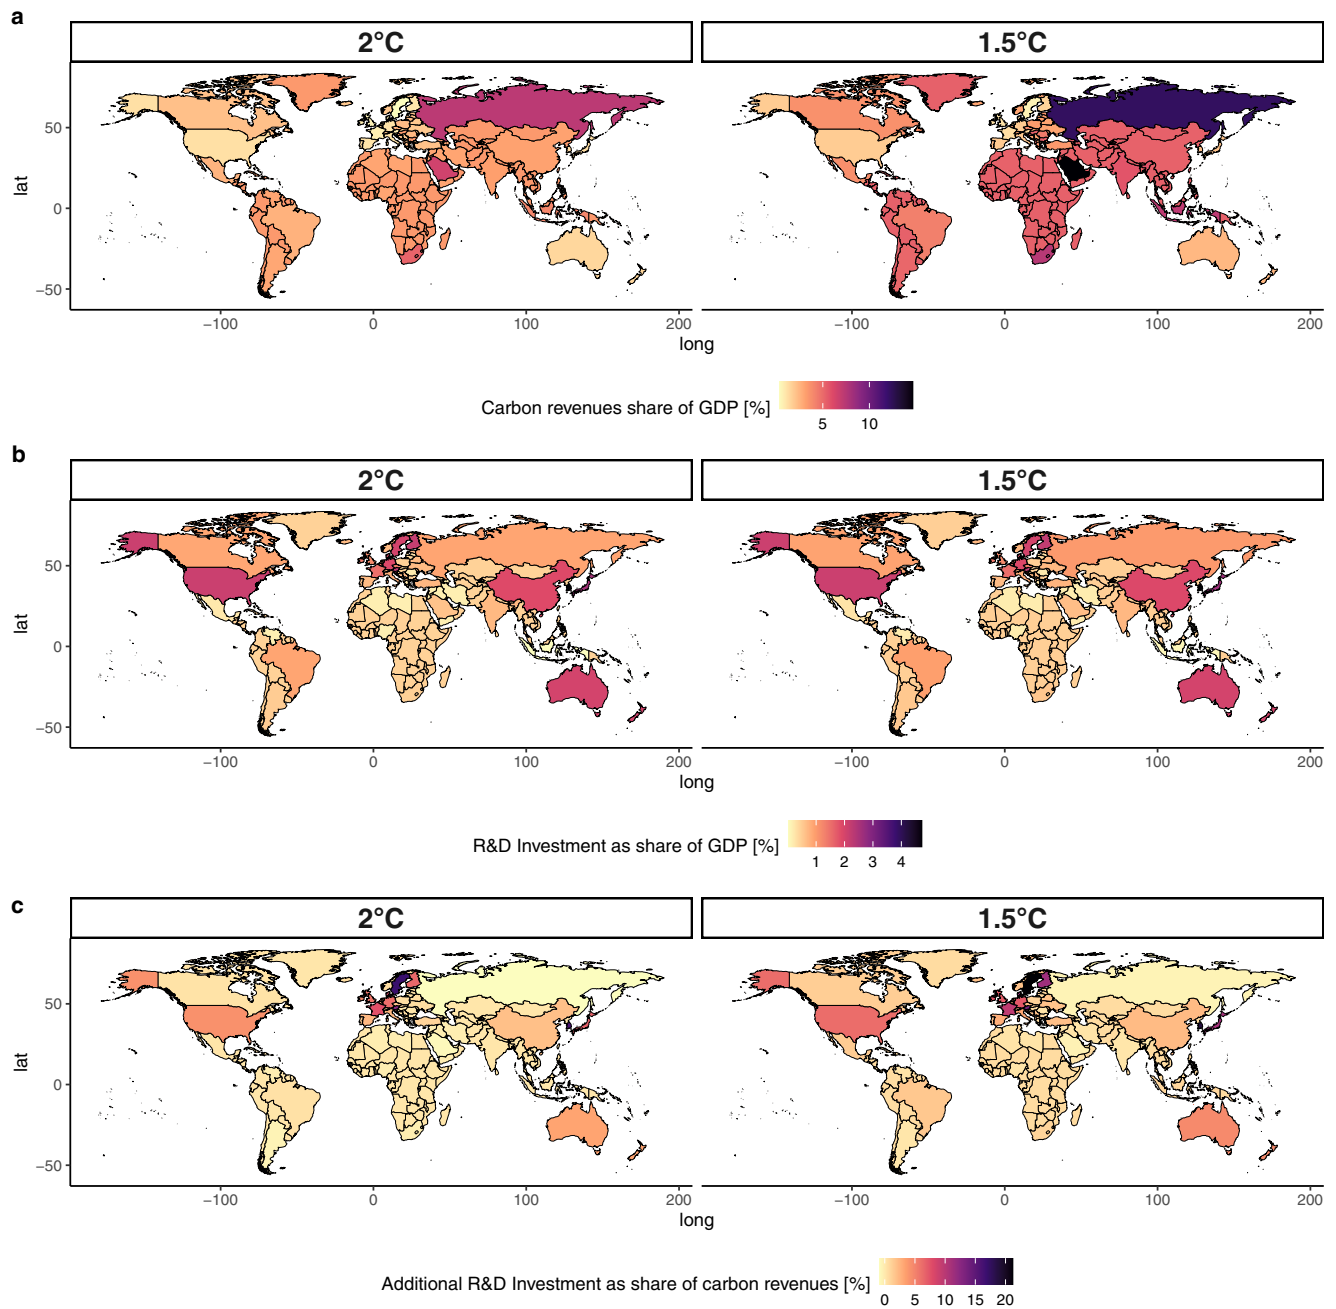 a
2°C 1.5°C
50
0
−50
lat
−100 0 100 200 −100 0 100 200
long
Carbon revenues share of GDP [%]
5 10
b
2°C 1.5°C
50
0
−50
lat
−100 0 100 200 −100 0 100 200
long
R&D Investment as share of GDP [%]
1 2 3 4
c
2°C 1.5°C
50
0
−50
lat
−100 0 100 200 −100 0 100 200
long
Additional R&D Investment as share of carbon revenues [%]
0 5 10 15 20